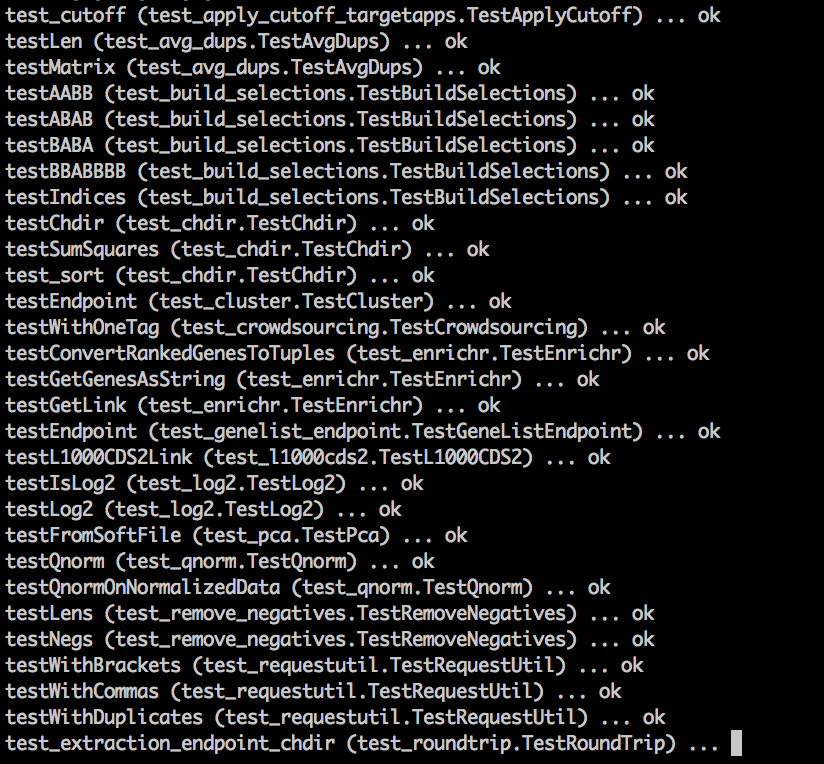 test_cutoff (test_apply_cutoff_targetapps.TestApplyCutoff) ... ok
testLen (test_avg_dups.TestAvgDups) ... ok
testMatrix (test_avg_dups.TestAvgDups) ... ok
testAABB (test_build_selections.TestBuildSelections) ... ok
testABAB (test_build_selections.TestBuildSelections) ... ok
testBABA (test_build_selections.TestBuildSelections) ... ok
testBBABBBB (test_build_selections.TestBuildSelections) ... ok
testIndices (test_build_selections.TestBuildSelections) ... ok
testChdir (test_chdir.TestChdir) ... ok
testSumSquares (test_chdir.TestChdir) ... ok
test_sort (test_chdir.TestChdir) ... ok
testEndpoint (test_cluster.TestCluster) ... ok
testWithOneTag (test_crowdsourcing.TestCrowdsourcing) ... ok
testConvertRankedGenesToTuples (test_enrichr.TestEnrichr) ... ok
testGetGenesAsString (test_enrichr.TestEnrichr) ... ok
testGetLink (test_enrichr.TestEnrichr) ... ok
testEndpoint (test_genelist_endpoint.TestGeneListEndpoint) ... ok
testL1000CDS2Link (test_l1000cds2.TestL1000CDS2) ... ok
testIsLog2 (test_log2.TestLog2) ... ok
testLog2 (test_log2.TestLog2) ... ok
testFromSoftFile (test_pca.TestPca) ... ok
testQnorm (test_qnorm.TestQnorm) ... ok
testQnormOnNormalizedData (test_qnorm.TestQnorm) ... ok
testLens (test_remove_negatives.TestRemoveNegatives) ... ok
testNegs (test_remove_negatives.TestRemoveNegatives) ... ok
testWithBrackets (test_requestutil.TestRequestUtil) ... ok
testWithCommas (test_requestutil.TestRequestUtil) ... ok
testWithDuplicates (test_requestutil.TestRequestUtil) ... ok
test_extraction_endpoint_chdir (test_roundtrip.TestRoundTrip) ...